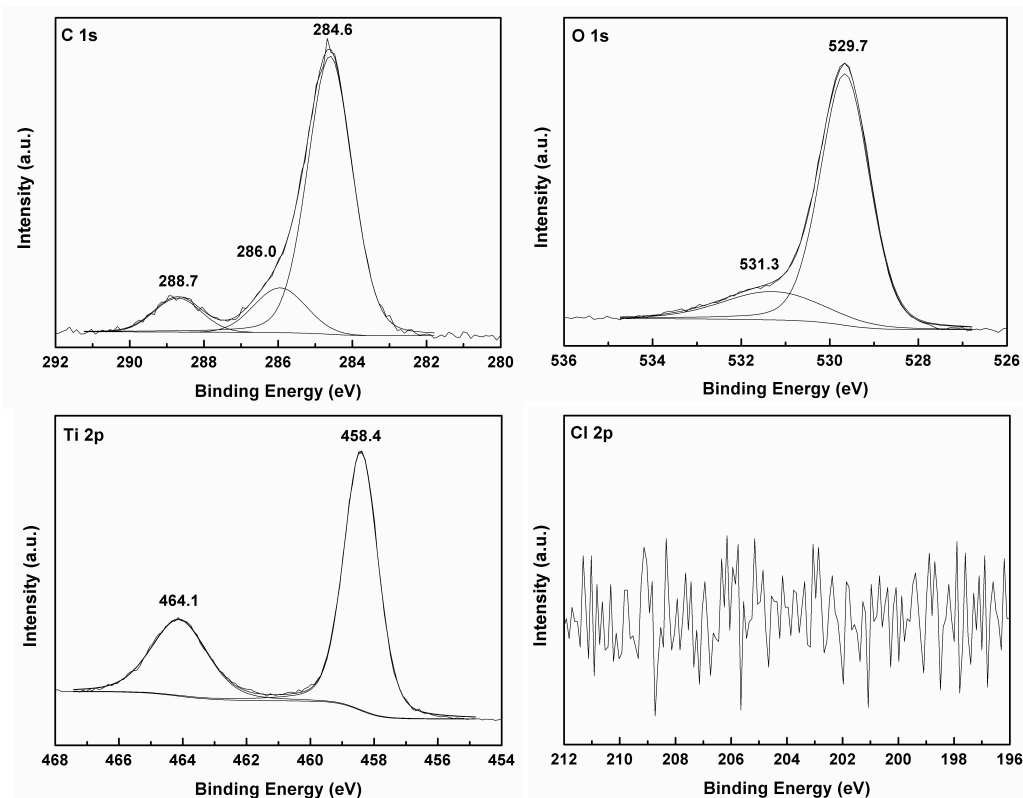 C 1s
284.6
286.0
288.7
Intensity (a.u.)
292 290 288 286 284 282 280
Binding Energy (eV)
O 1s
529.7
531.3
Intensity (a.u.)
536 534 532 530 528 526
Binding Energy (eV)
Ti 2p
458.4
464.1
Intensity (a.u.)
468 466 464 462 460 458 456 454
Binding Energy (eV)
Cl 2p
Intensity (a.u.)
212 210 208 206 204 202 200 198 196
Binding Energy (eV)